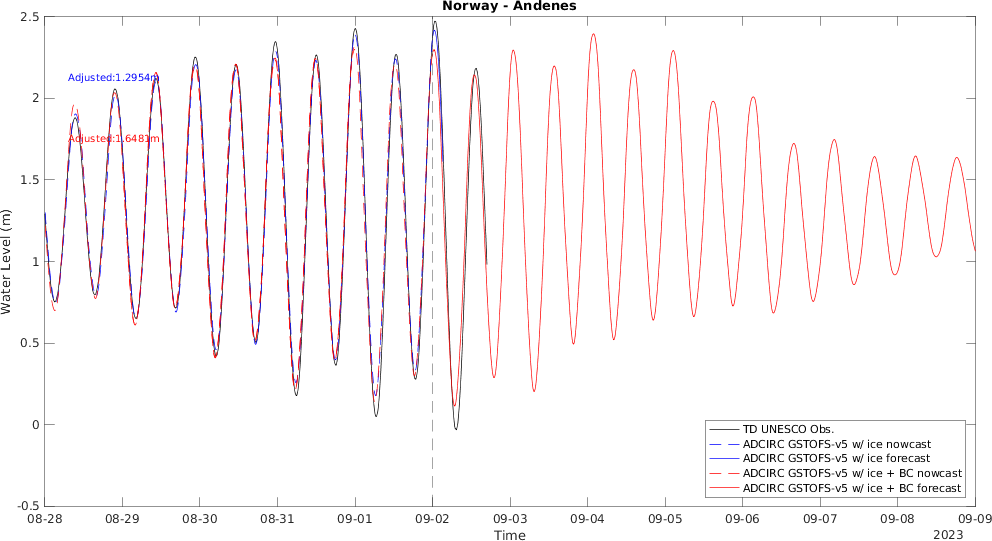 Norway - Andenes
2.5
2
1.5
1
0.5
0
-0.5
Water Level (m)
Adjusted:1.2954m
Adjusted:1.6481m
TD UNESCO Obs.
ADCIRC GSTOFS-v5 w/ ice nowcast
ADCIRC GSTOFS-v5 w/ ice forecast
ADCIRC GSTOFS-v5 w/ ice + BC nowcast
ADCIRC GSTOFS-v5 w/ ice + BC forecast
08-28 08-29 08-30 08-31 09-01 09-02 09-03 09-04 09-05 09-06 09-07 09-08 09-09
Time
2023